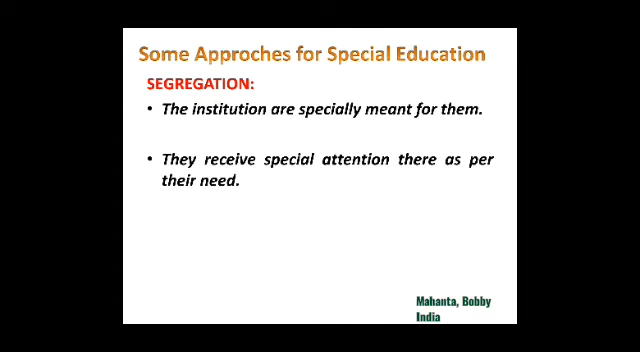 Some Approches for Special Education
SEGREGATION:
• The institution are specially meant for them.
• They receive special attention there as per
their need.
Mahanta, Bobby
India